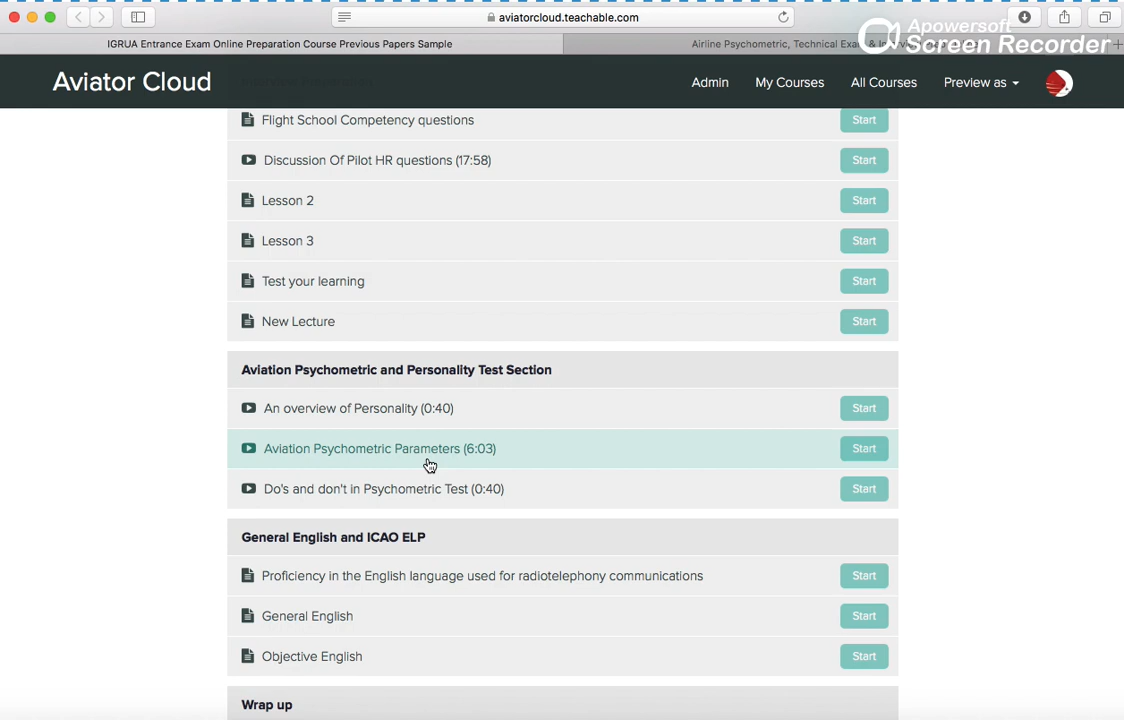 aviatorcloud.teachable.com
IGRUA Entrance Exam Online Preparation Course Previous Papers Sample
Airline Psychometric, Technical Exam & Interview
Apowersoft
Screen Recorder
Aviator Cloud
Admin
My Courses
All Courses
Preview as
Flight School Competency questions
Start
Discussion Of Pilot HR questions (17:58)
Start
Lesson 2
Start
Lesson 3
Start
Test your learning
Start
New Lecture
Start
Aviation Psychometric and Personality Test Section
An overview of Personality (0:40)
Start
Aviation Psychometric Parameters (6:03)
Start
Do's and don't in Psychometric Test (0:40)
Start
General English and ICAO ELP
Proficiency in the English language used for radiotelephony communications
Start
General English
Start
Objective English
Start
Wrap up